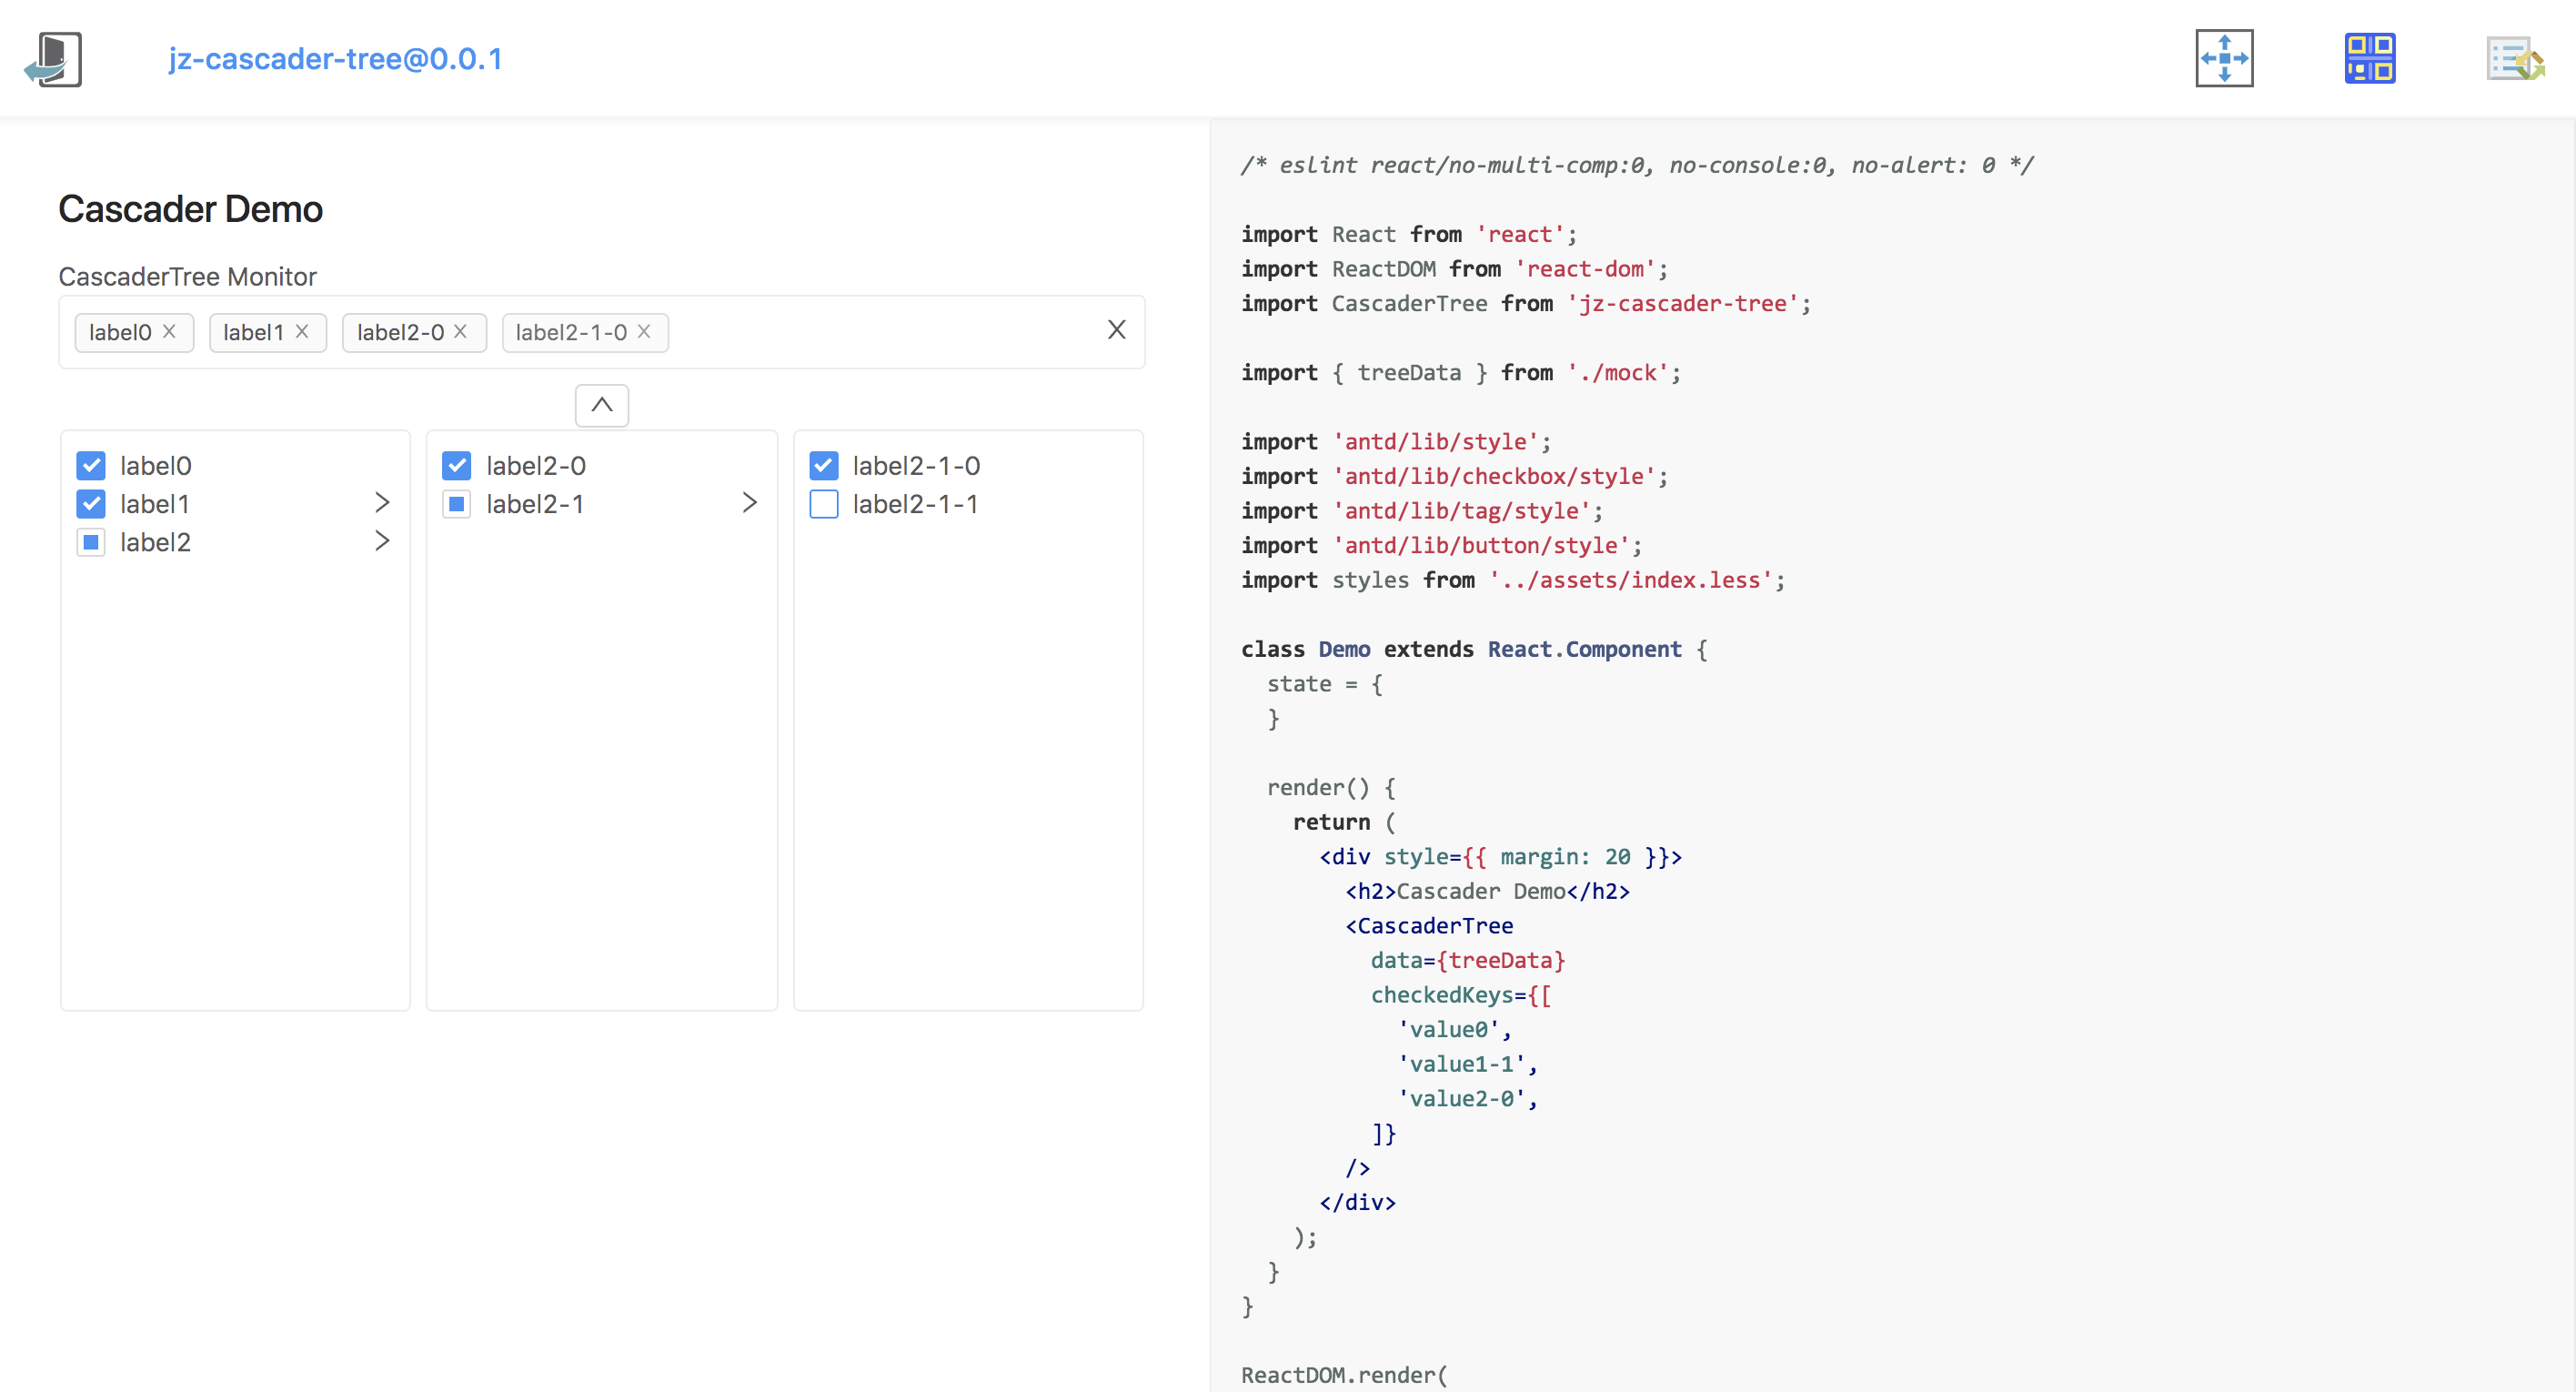 jz-cascader-tree@0.0.1
Cascader Demo
CascaderTree Monitor
label0 label1 label2-0 label2-1-0
label0
label1
label2
label2-0
label2-1
label2-1-0
label2-1-1
/* eslint react/no-multi-comp:0, no-console:0, no-alert: 0 */
import React from 'react';
import ReactDOM from 'react-dom';
import CascaderTree from 'jz-cascader-tree';
import { treeData } from './mock';
import 'antd/lib/style';
import 'antd/lib/checkbox/style';
import 'antd/lib/tag/style';
import 'antd/lib/button/style';
import styles from '../assets/index.less';
class Demo extends React.Component {
state = {
}
render() {
return (
<div style={{ margin: 20 }}>
<h2>Cascader Demo</h2>
<CascaderTree
data={treeData}
checkedKeys={[
'value0',
'value1-1',
'value2-0',
]}
/>
</div>
);
}
}
ReactDOM.render(